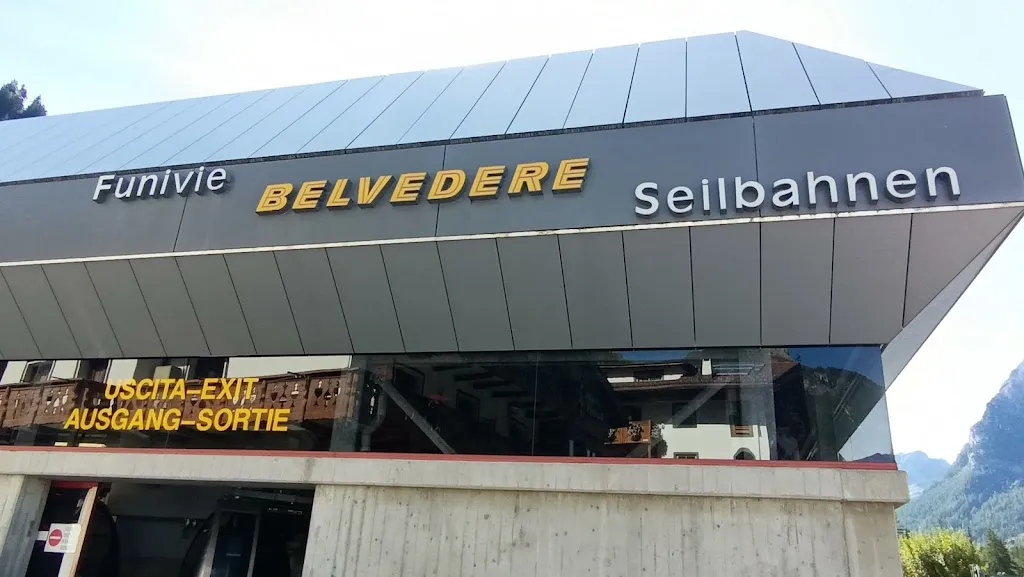 Funivie BELVEDERE Seilbahnen
USCITA-EXIT
AUSGANG-SORTIE